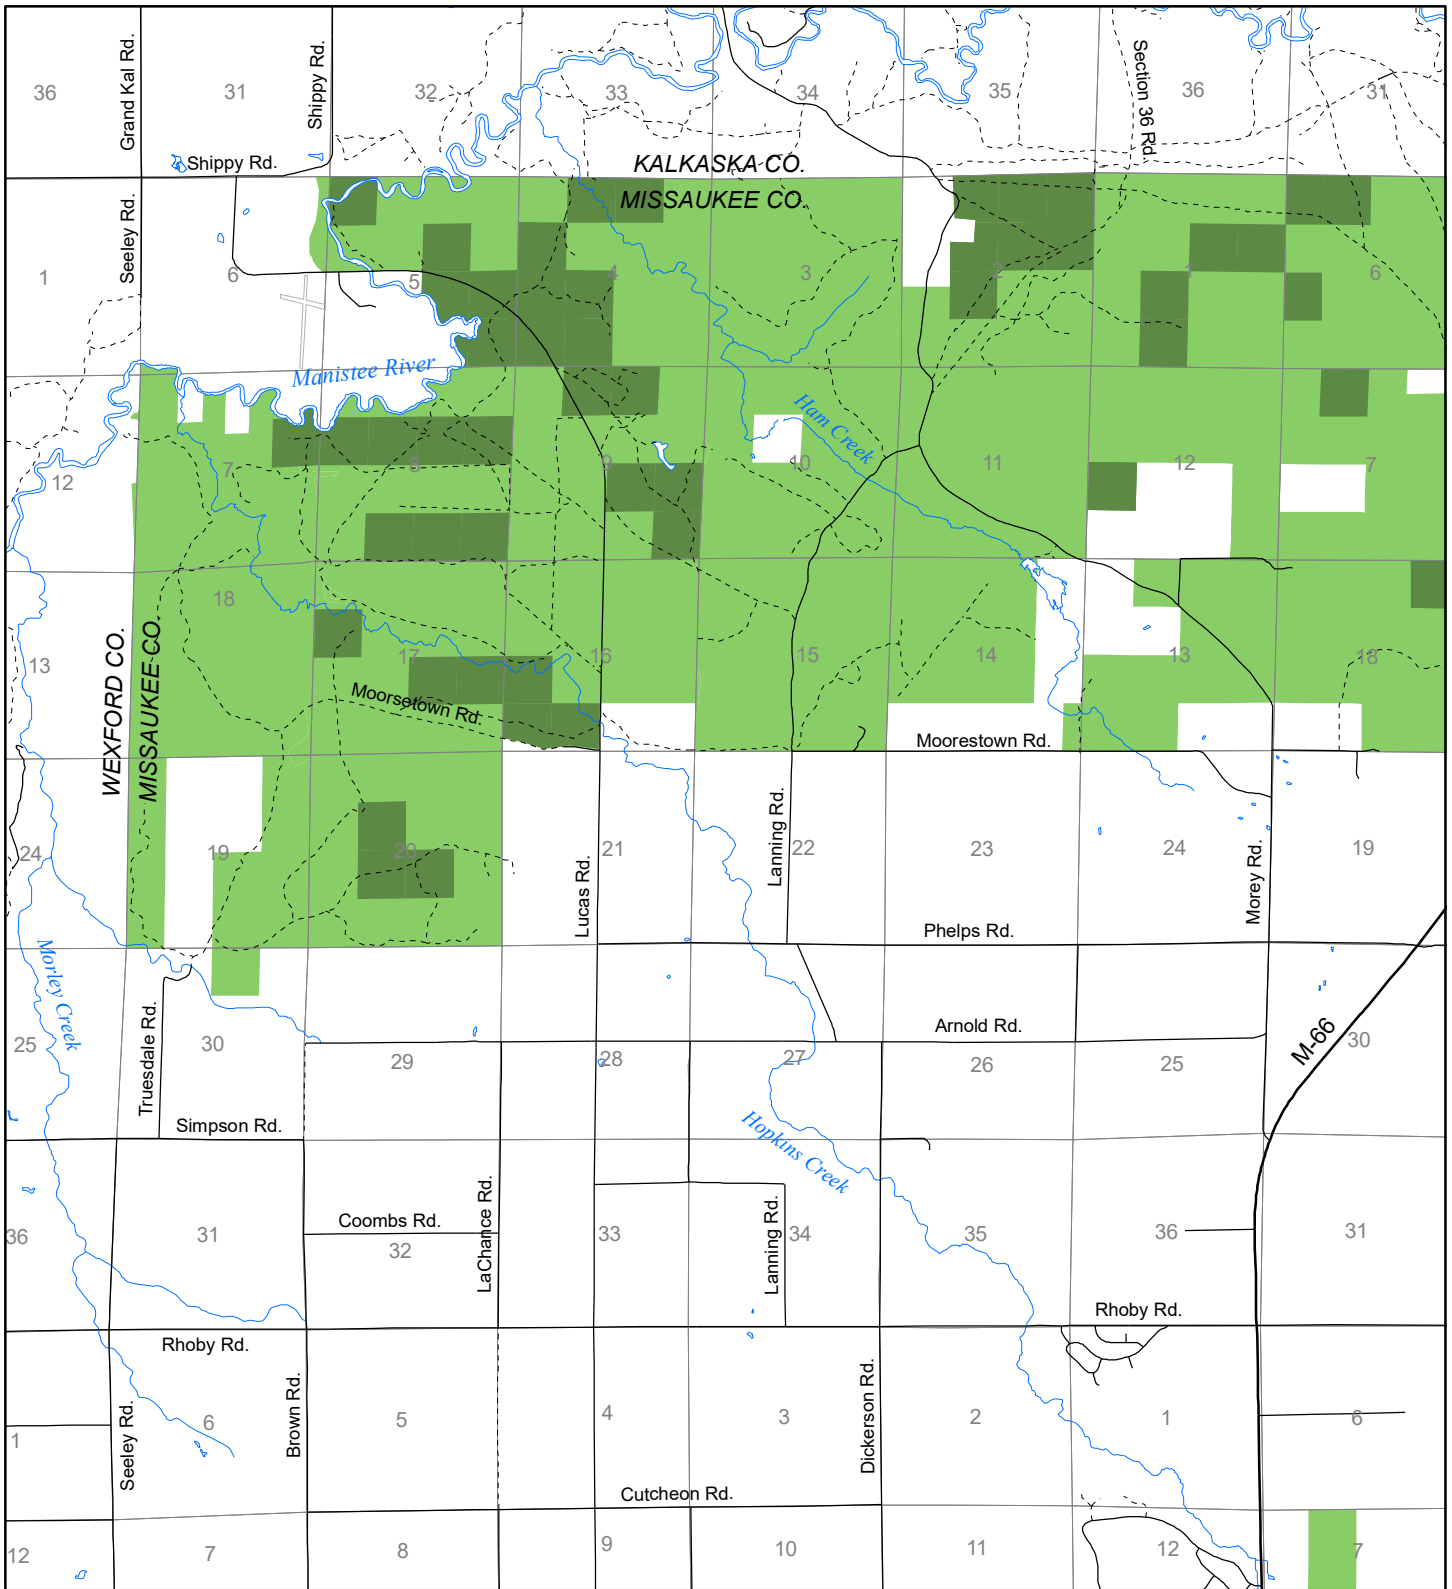 Grand Kal Rd.
Shippy Rd.
36
31
32
33
34
35
Section 36 Rd
36
31
Shippy Rd.
KALKASKA CO.
MISSAUKEE CO.
Seeley Rd.
1
6
5
4
3
2
1
6
Manistee River
Ham Creek
12
7
8
9
10
11
12
7
18
13
17
16
15
14
13
18
WEXFORD CO.
MISSAUKEE CO.
Moorsetown Rd.
Moorestown Rd.
24
19
20
Lucas Rd.
21
Lanning Rd.
22
23
24
Morey Rd.
19
Phelps Rd.
Morley Creek
Arnold Rd.
M-66
25
Truesdale Rd.
30
29
28
27
26
25
30
Simpson Rd.
Hopkins Creek
36
31
Coombs Rd.
32
LaChance Rd.
33
Lanning Rd.
34
35
36
31
Rhoby Rd.
Rhoby Rd.
1
Seeley Rd.
6
Brown Rd.
5
4
3
Dickerson Rd.
2
1
6
Cutcheon Rd.
12
7
8
9
10
11
12
7